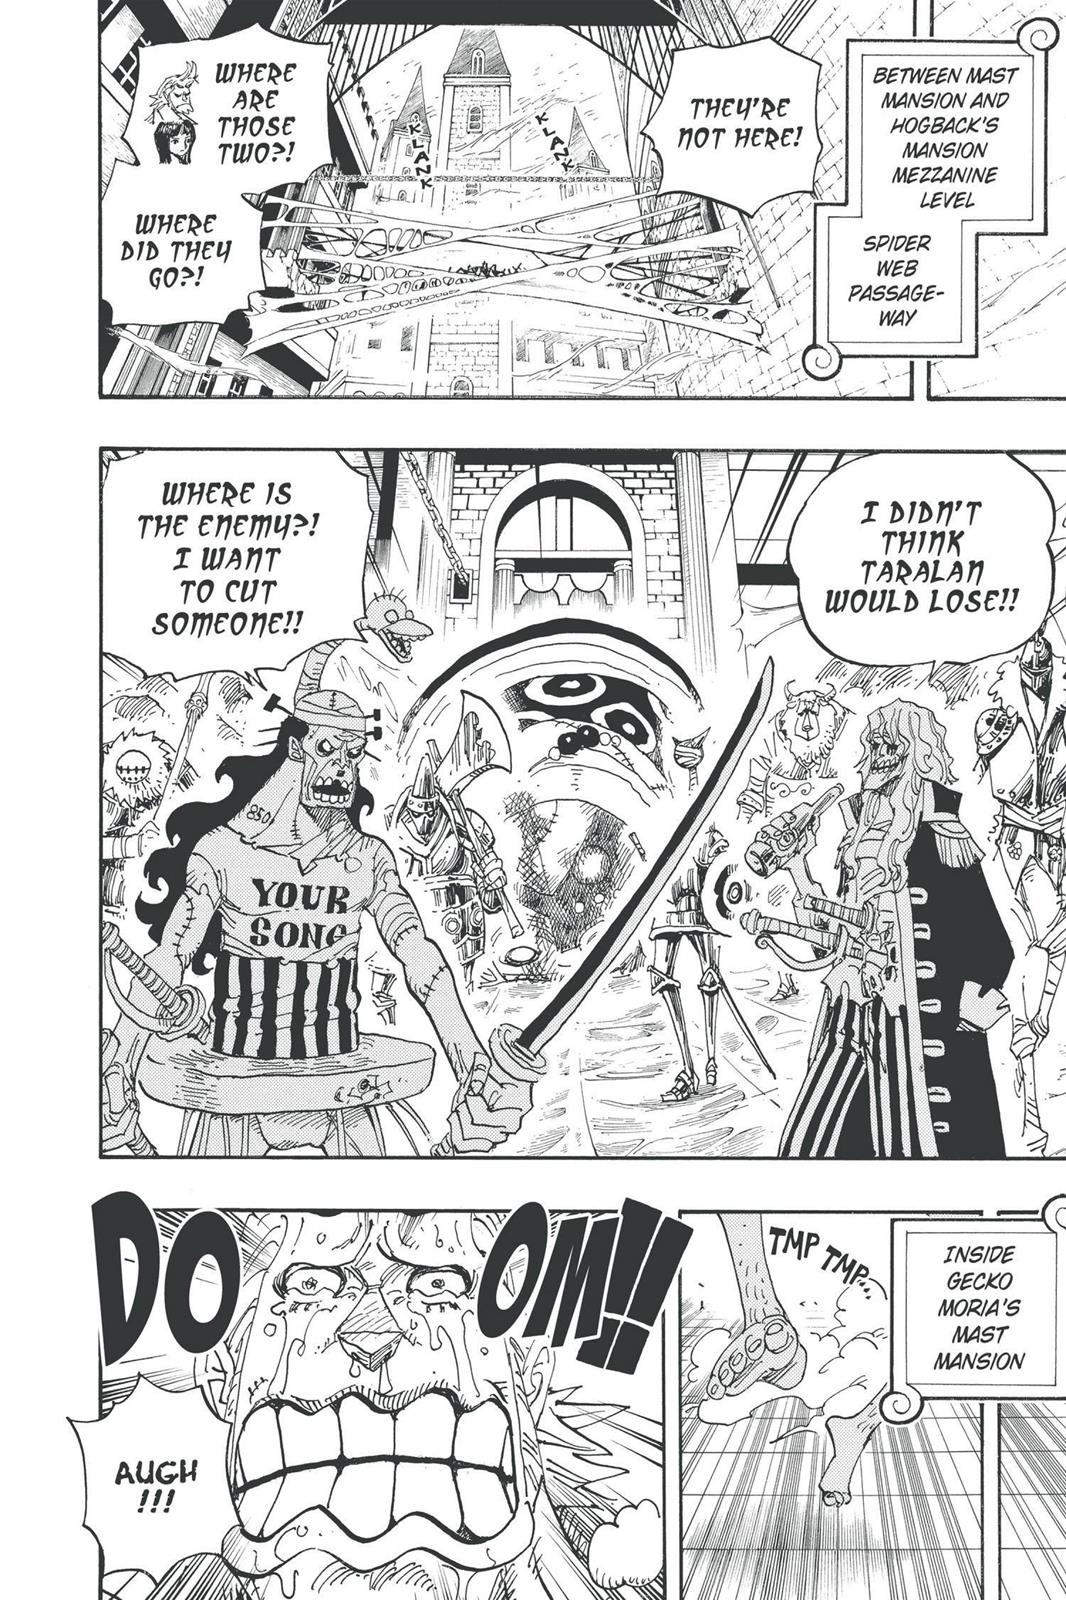 BETWEEN MAST
MANSION AND
HOGBACK'S
MANSION
MEZZANINE
LEVEL
SPIDER
WEB
PASSAGE-
WAY
THEY'RE
NOT HERE!
KLANK
KLANK
WHERE
ARE
THOSE
TWO?!
WHERE
DID THEY
GO?!
I DIDN'T
THINK
TARALAN
WOULD LOSE!!
WHERE IS
THE ENEMY?!
I WANT
TO CUT
SOMEONE!!
850
YOUR
SONG
INSIDE
GECKO
MORIA'S
MAST
MANSION
TMP TMP...
DOOM!!
AUGH
!!!